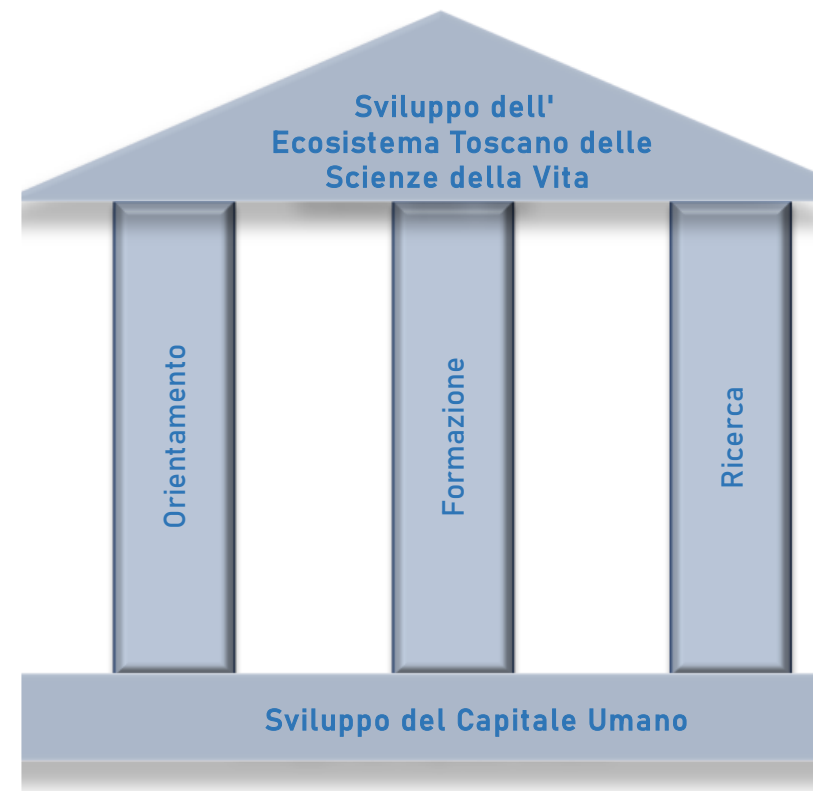 Sviluppo dell'
Ecosistema Toscano delle
Scienze della Vita
Orientamento
Formazione
Ricerca
Sviluppo del Capitale Umano